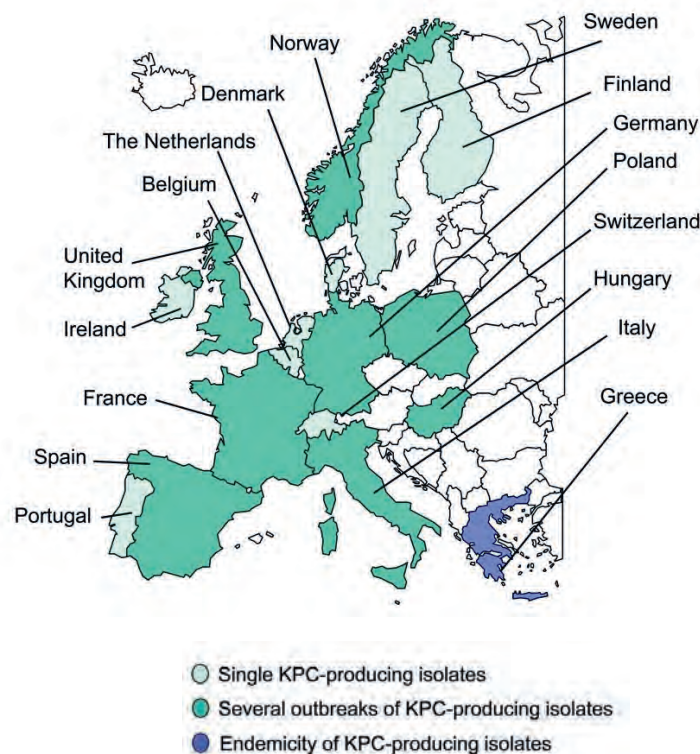 Sweden
Norway
Denmark
Finland
The Netherlands
Germany
Belgium
Poland
Switzerland
United
Kingdom
Hungary
Ireland
Italy
France
Greece
Spain
Portugal
Single KPC-producing isolates
Several outbreaks of KPC-producing isolates
Endemicity of KPC-producing isolates